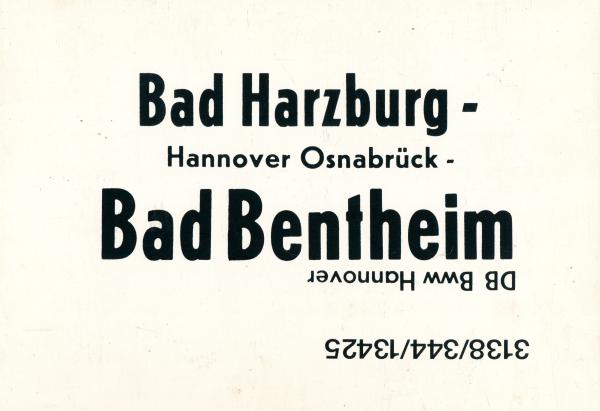 Bad Harzburg -
Hannover Osnabrück -
Bad Bentheim
DB Bww Hannover
3138/344/13425